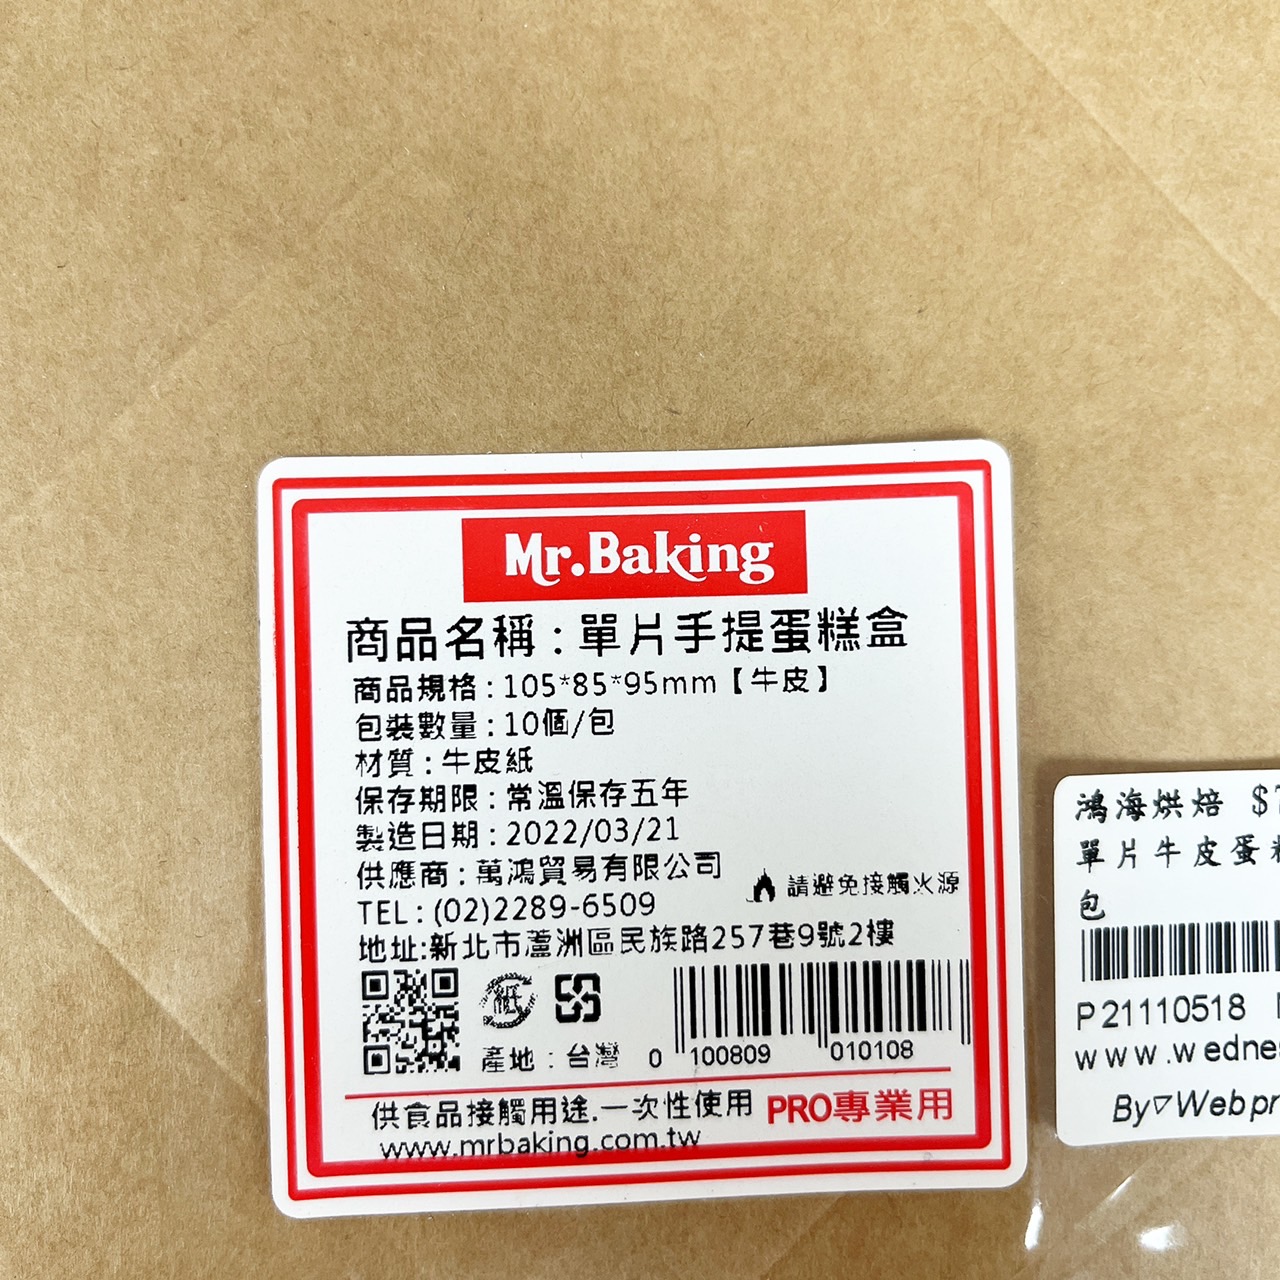 Mr.Baking
商品名稱:單片手提蛋糕盒
商品規格:105*85*95mm【牛皮】
包裝數量:10個/包
材質:牛皮紙
保存期限:常溫保存五年
製造日期:2022/03/21
供應商:萬鴻貿易有限公司
請避免接觸火源
TEL:(02)2289-6509
地址:新北市蘆洲區民族路257巷9號2樓
紙
產地:台灣
0 100809 010108
供食品接觸用途.一次性使用 PRO專業用
www.mrbaking.com.tw
鴻海烘焙
單片牛皮蛋
包
P21110518
By Webpr